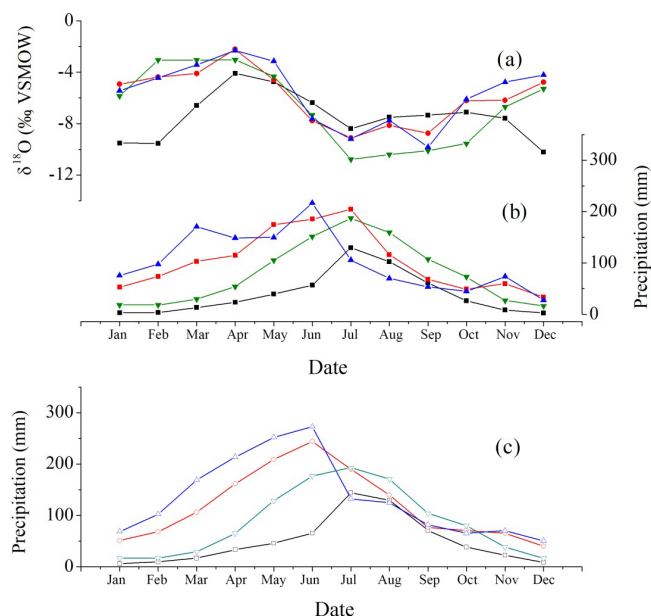 (a)
δ ¹⁸O (‰ VSMOW)
0
-4
-8
-12
(b)
Precipitation (mm)
300
200
100
0
Jan Feb Mar Apr May Jun Jul Aug Sep Oct Nov Dec
Date
(c)
Precipitation (mm)
300
200
100
0
Jan Feb Mar Apr May Jun Jul Aug Sep Oct Nov Dec
Date